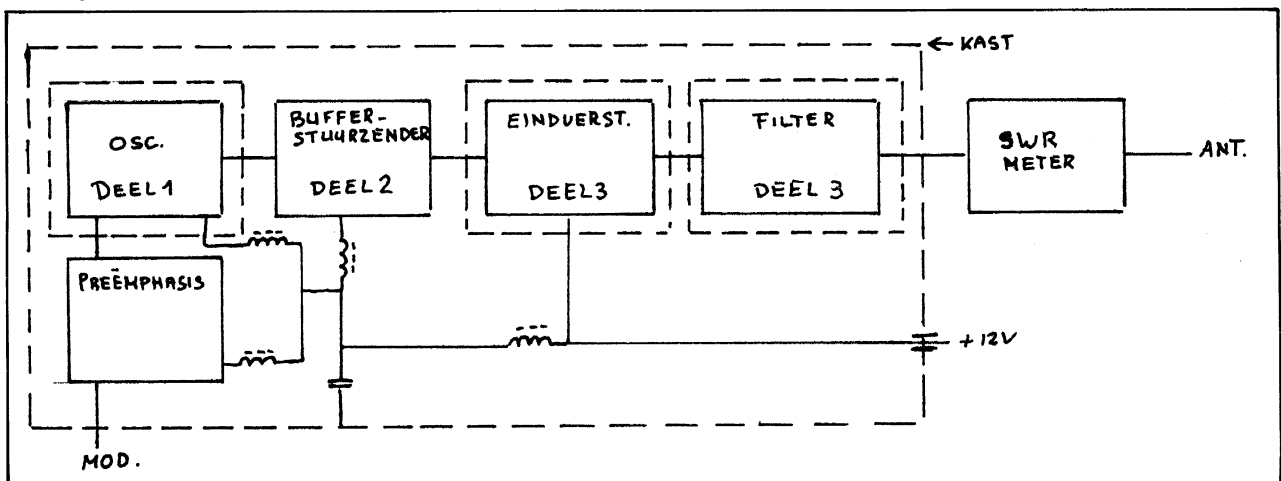 ← KAST
OSC.
DEEL 1
BUFFER-
STUURZENDER
DEEL 2
EINDVERST.
DEEL 3
FILTER
DEEL 3
SWR
METER
ANT.
PREËMPHASIS
+12V
MOD.